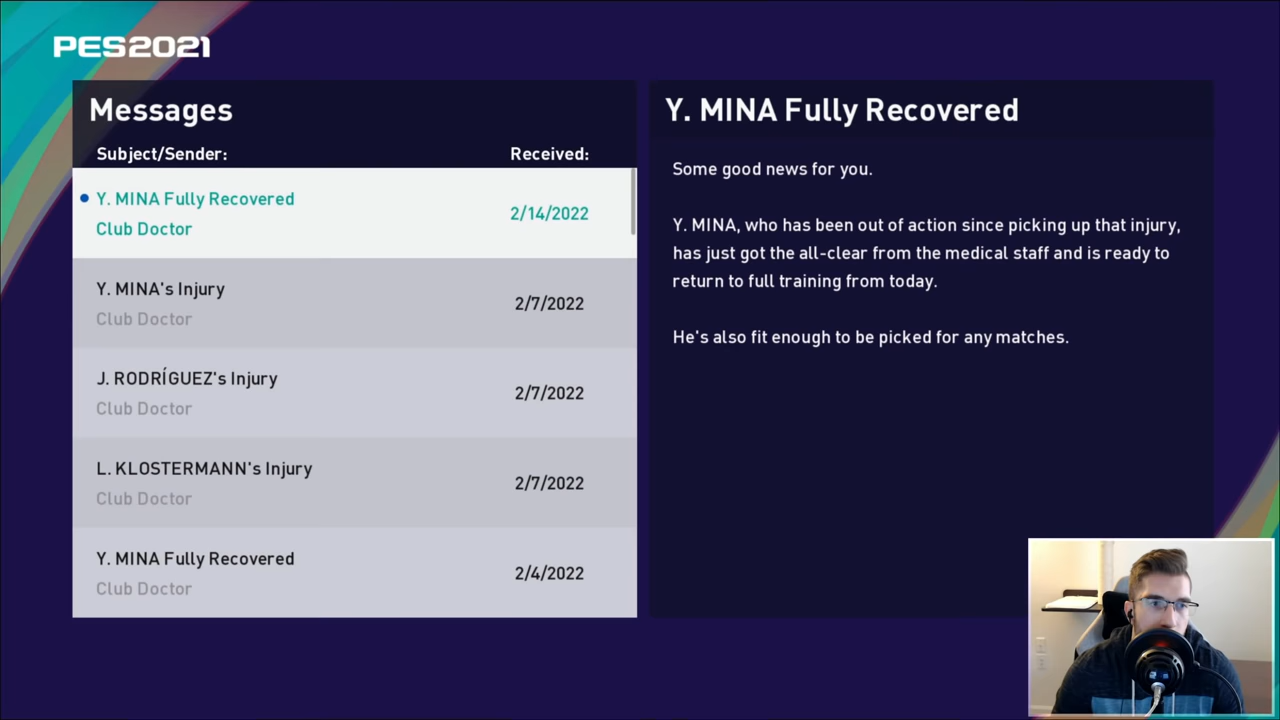 PES2021
Messages
Subject/Sender: Received:
Y. MINA Fully Recovered
Club Doctor
2/14/2022
Y. MINA's Injury
Club Doctor
2/7/2022
J. RODRÍGUEZ's Injury
Club Doctor
2/7/2022
L. KLOSTERMANN's Injury
Club Doctor
2/7/2022
Y. MINA Fully Recovered
Club Doctor
2/4/2022
Y. MINA Fully Recovered
Some good news for you.
Y. MINA, who has been out of action since picking up that injury,
has just got the all-clear from the medical staff and is ready to
return to full training from today.
He's also fit enough to be picked for any matches.